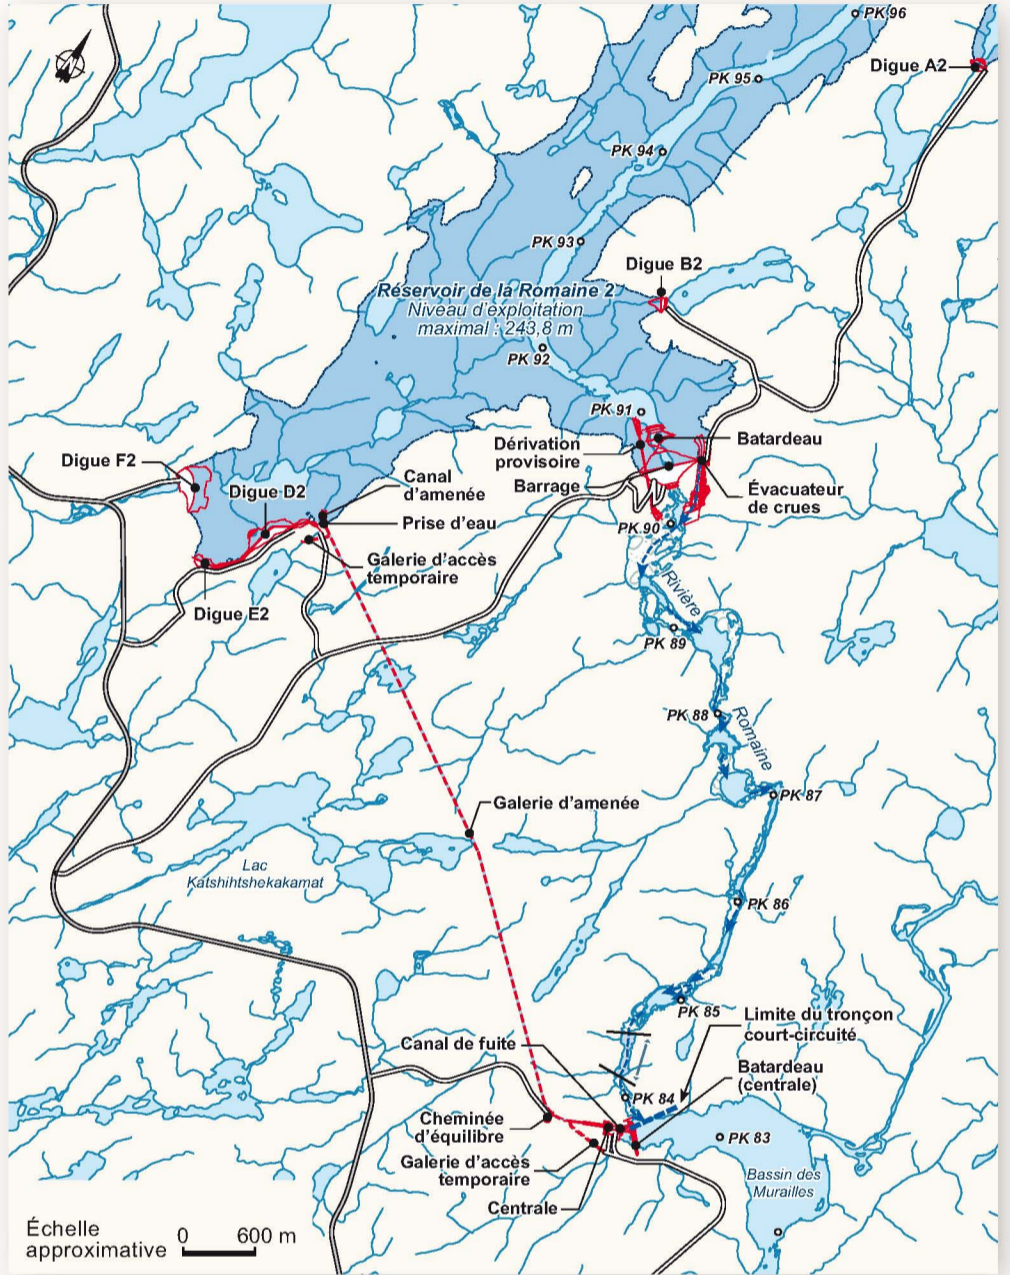 PK 96
Digue A2
PK 95
N
PK 94
PK 93
Digue B2
Réservoir de la Romaine 2
Niveau d'exploitation
maximal : 243,8 m
PK 92
PK 91
Dérivation
provisoire
Batardeau
Digue F2
Canal
d'amenée
Barrage
Évacuateur
de crues
Digue D2
Prise d'eau
PK 90
Galerie d'accès
temporaire
Rivière
Digue E2
PK 89
PK 88
Romaine
PK 87
Galerie d'amenée
Lac
Katshihtshekakamat
PK 86
PK 85
Limite du tronçon
court-circuité
Canal de fuite
Batardeau
(centrale)
PK 84
Cheminée
d'équilibre
PK 83
Galerie d'accès
temporaire
Bassin des
Murailles
Centrale
Échelle
approximative
0 600 m